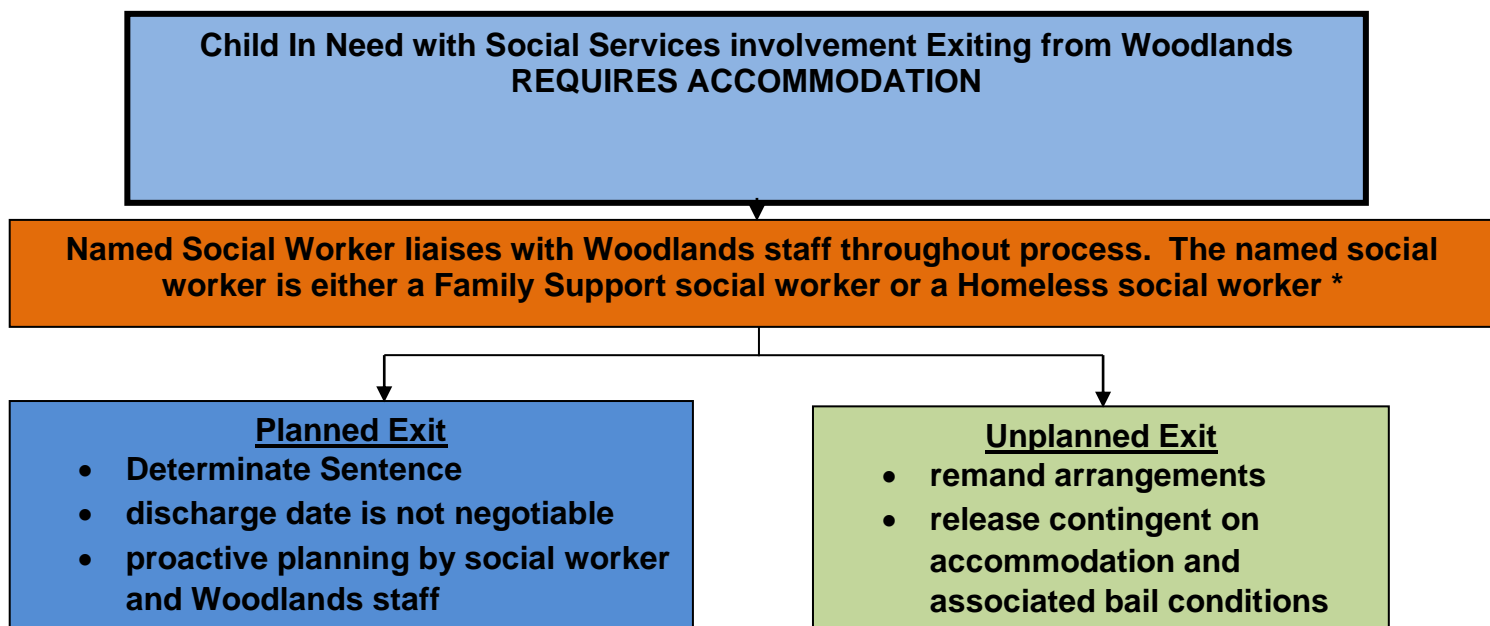 Child In Need with Social Services involvement Exiting from Woodlands
REQUIRES ACCOMMODATION
Named Social Worker liaises with Woodlands staff throughout process.  The named social
worker is either a Family Support social worker or a Homeless social worker *
Planned Exit
• Determinate Sentence
• discharge date is not negotiable
• proactive planning by social worker
and Woodlands staff
Unplanned Exit
• remand arrangements
• release contingent on
accommodation and
associated bail conditions